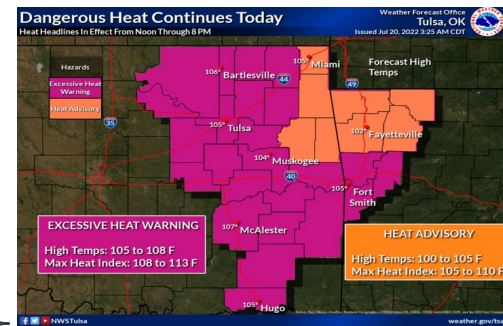 Dangerous Heat Continues Today
Heat Headlines In Effect From Noon Through 8 PM
Weather Forecast Office
Tulsa, OK
Issued Jul 20, 2022 3:25 AM CDT
Hazards
Excessive Heat
Warning
Heat Advisory
Forecast High
Temps
35
44
49
40
106°
Bartlesville
105°
Miami
105°
Tulsa
102°
Fayetteville
104°
Muskogee
105°
Fort
Smith
107°
McAlester
105°
Hugo
EXCESSIVE HEAT WARNING
High Temps: 105 to 108 F
Max Heat Index: 108 to 113 F
HEAT ADVISORY
High Temps: 100 to 105 F
Max Heat Index: 105 to 110 F
NWSTulsa
weather.gov/tsa